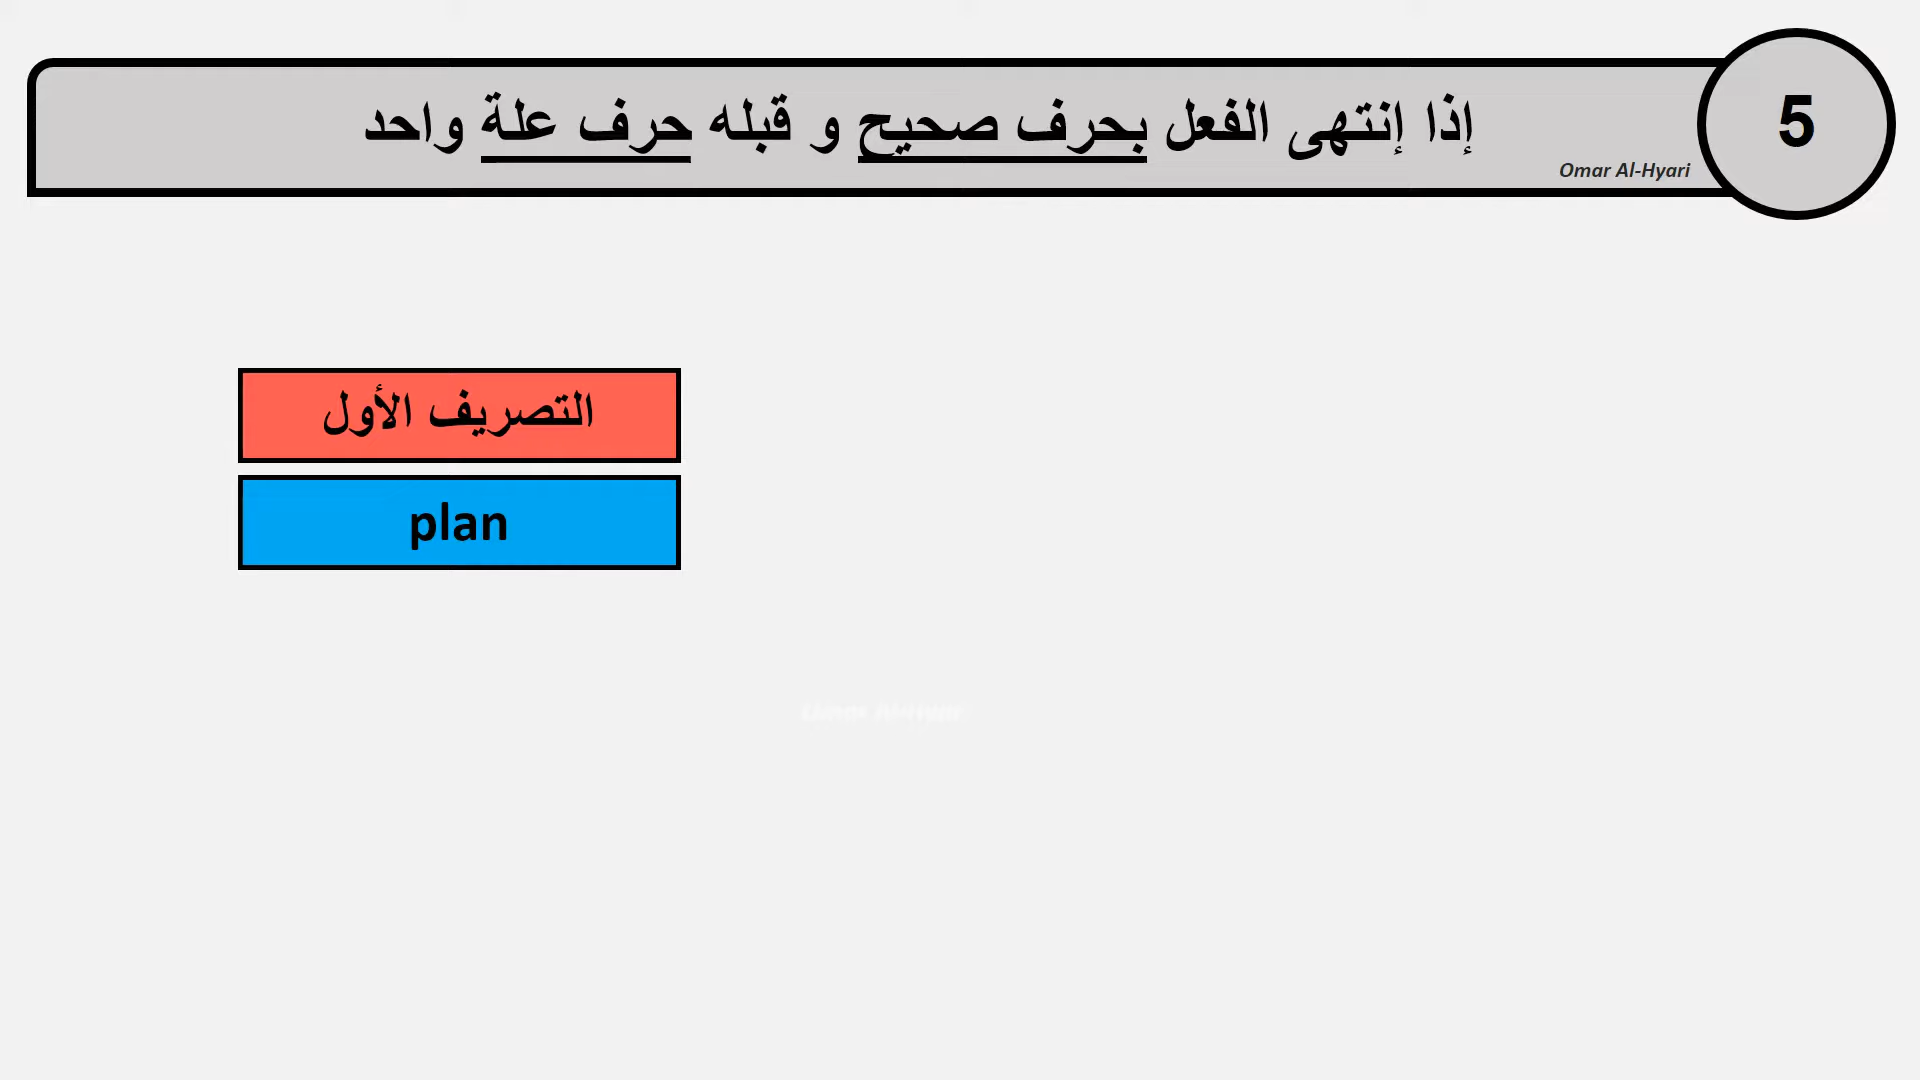 5
إذا إنتهى الفعل بحرف صحيح و قبله حرف علة واحد
Omar Al-Hyari
التصريف الأول
plan